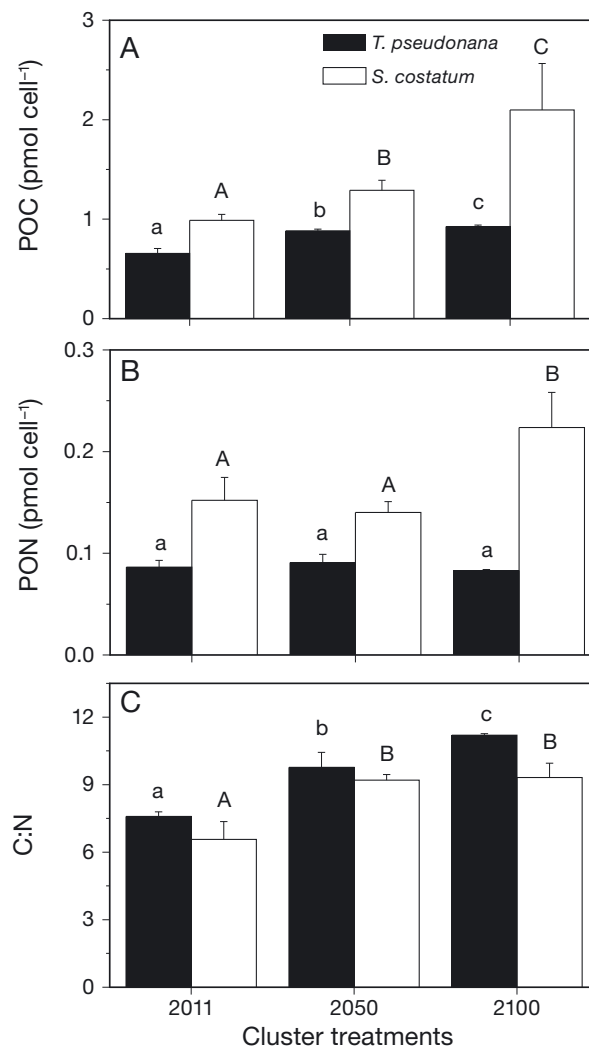 A
T. pseudonana
S. costatum
POC (pmol cell⁻¹)
3
2
1
0
a
A
b
B
c
C
B
PON (pmol cell⁻¹)
0.3
0.2
0.1
0.0
a
A
a
A
a
B
C
C:N
12
9
6
3
0
a
A
b
B
c
B
2011
2050
2100
Cluster treatments